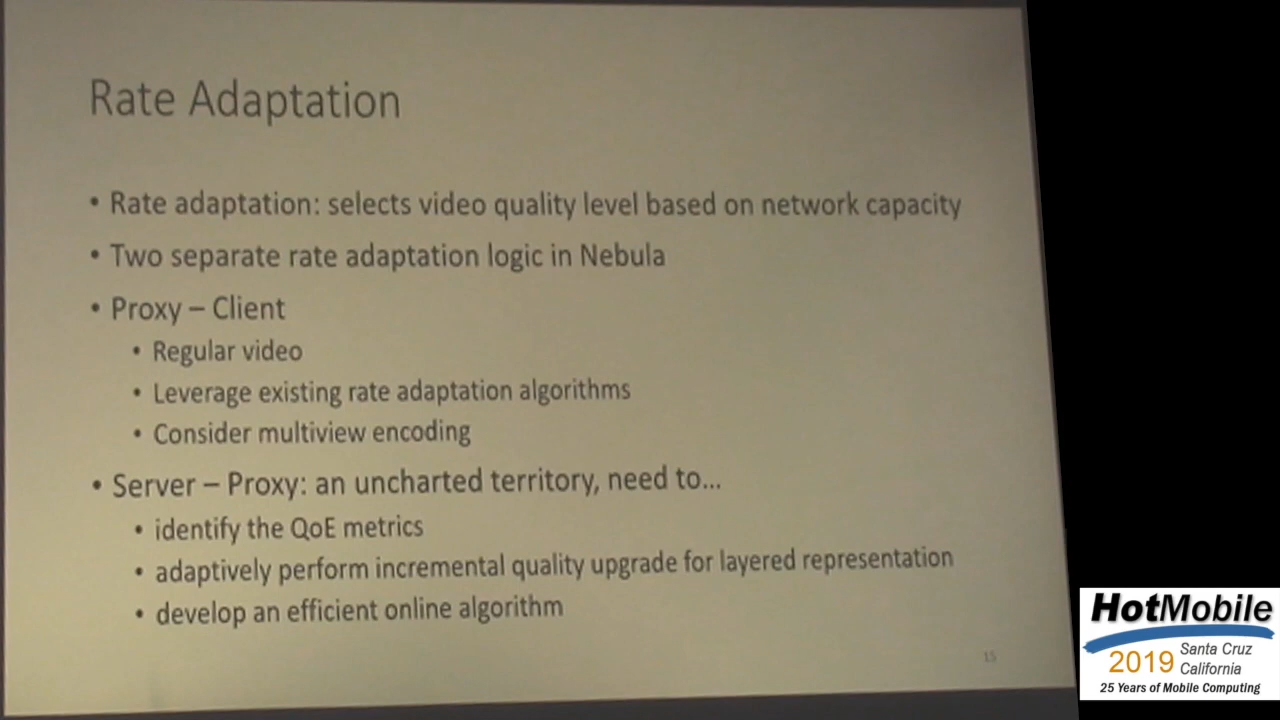 Rate Adaptation
• Rate adaptation: selects video quality level based on network capacity
• Two separate rate adaptation logic in Nebula
• Proxy – Client
• Regular video
• Leverage existing rate adaptation algorithms
• Consider multiview encoding
• Server – Proxy: an uncharted territory, need to...
• identify the QoE metrics
• adaptively perform incremental quality upgrade for layered representation
• develop an efficient online algorithm
15
HotMobile
2019 Santa Cruz
California
25 Years of Mobile Computing